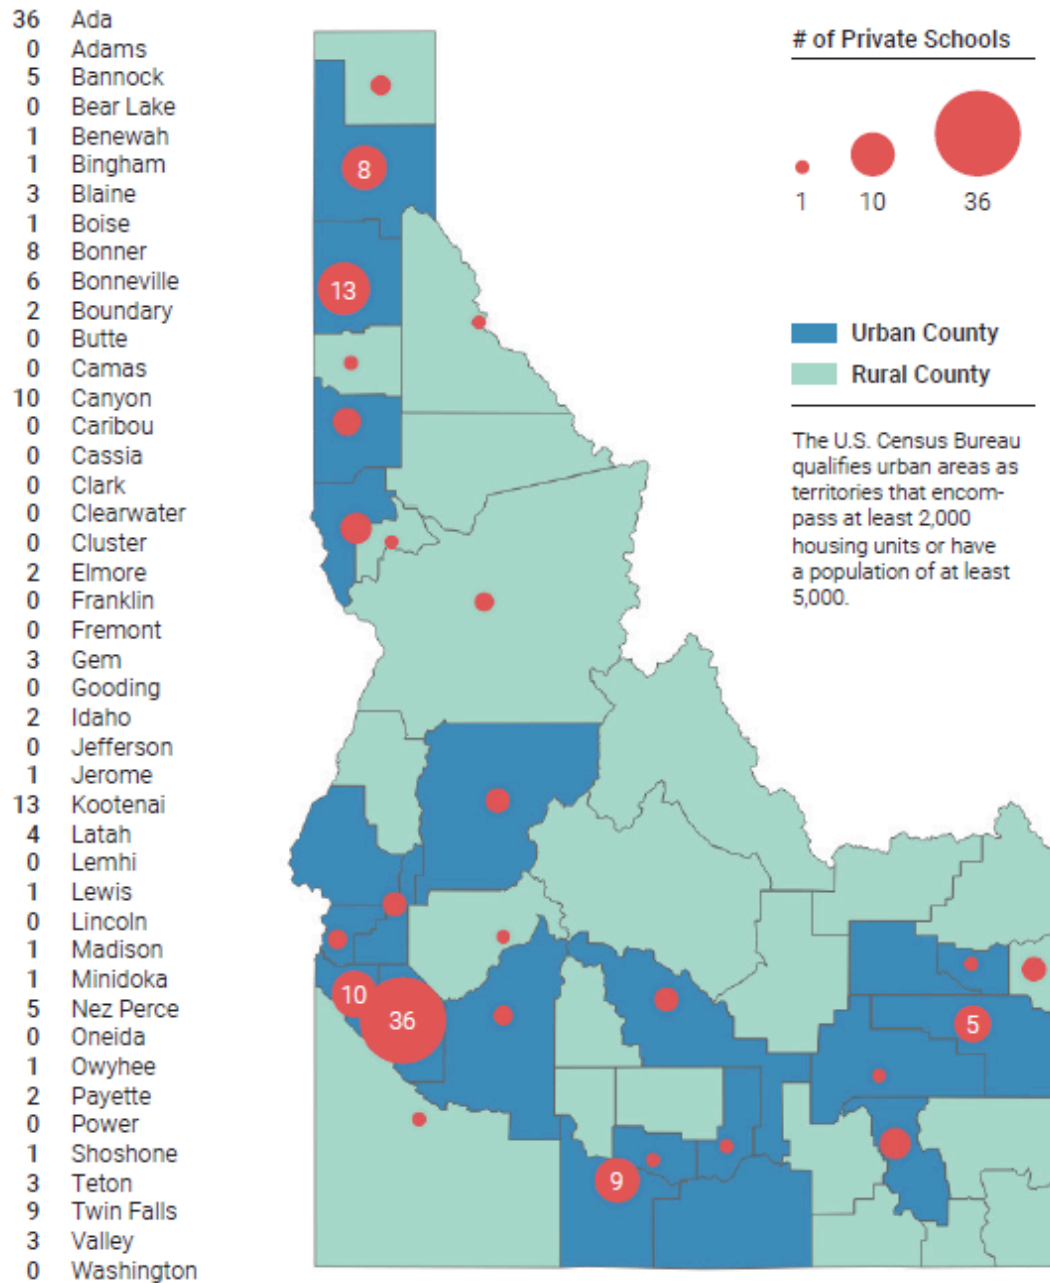 36 Ada
0 Adams
5 Bannock
0 Bear Lake
1 Benewah
1 Bingham
3 Blaine
1 Boise
8 Bonner
6 Bonneville
2 Boundary
0 Butte
0 Camas
10 Canyon
0 Caribou
0 Cassia
0 Clark
0 Clearwater
0 Cluster
2 Elmore
0 Franklin
0 Fremont
3 Gem
0 Gooding
2 Idaho
0 Jefferson
1 Jerome
13 Kootenai
4 Latah
0 Lemhi
1 Lewis
0 Lincoln
1 Madison
1 Minidoka
5 Nez Perce
0 Oneida
1 Owyhee
2 Payette
0 Power
1 Shoshone
3 Teton
9 Twin Falls
3 Valley
0 Washington
8
13
10
36
5
9
# of Private Schools
1 10 36
Urban County
Rural County
The U.S. Census Bureau
qualifies urban areas as
territories that encom-
pass at least 2,000
housing units or have
a population of at least
5,000.